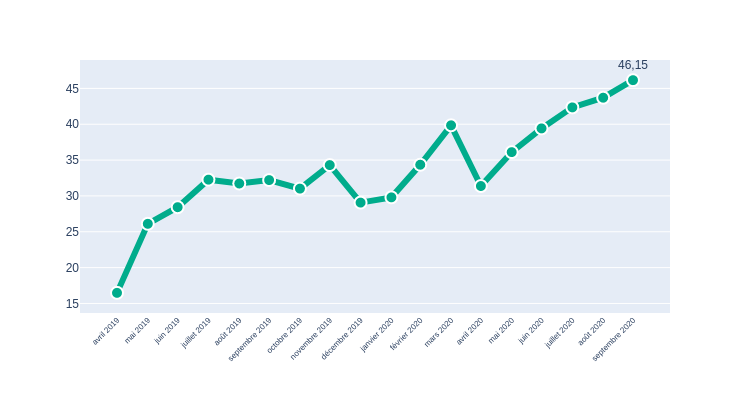 46,15
45
40
35
30
25
20
15
avril 2019
mai 2019
juin 2019
juillet 2019
août 2019
septembre 2019
octobre 2019
novembre 2019
décembre 2019
janvier 2020
février 2020
mars 2020
avril 2020
mai 2020
juin 2020
juillet 2020
août 2020
septembre 2020